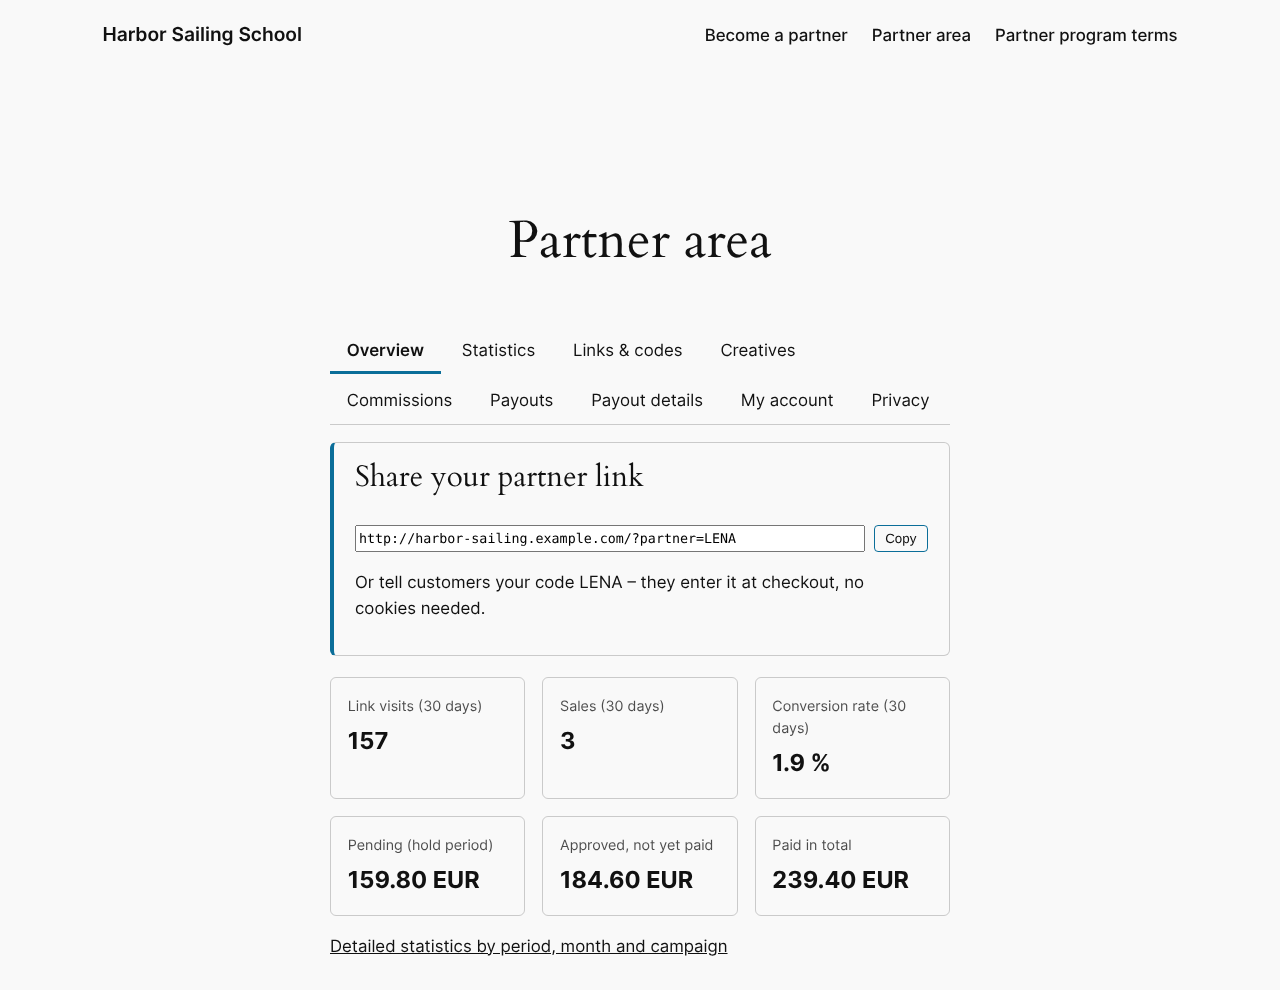 Harbor Sailing School
Become a partner
Partner area
Partner program terms
Partner area
Overview
Statistics
Links & codes
Creatives
Commissions
Payouts
Payout details
My account
Privacy
Share your partner link
http://harbor-sailing.example.com/?partner=LENA
Copy
Or tell customers your code LENA – they enter it at checkout, no
cookies needed.
Link visits (30 days)
157
Sales (30 days)
3
Conversion rate (30
days)
1.9 %
Pending (hold period)
159.80 EUR
Approved, not yet paid
184.60 EUR
Paid in total
239.40 EUR
Detailed statistics by period, month and campaign